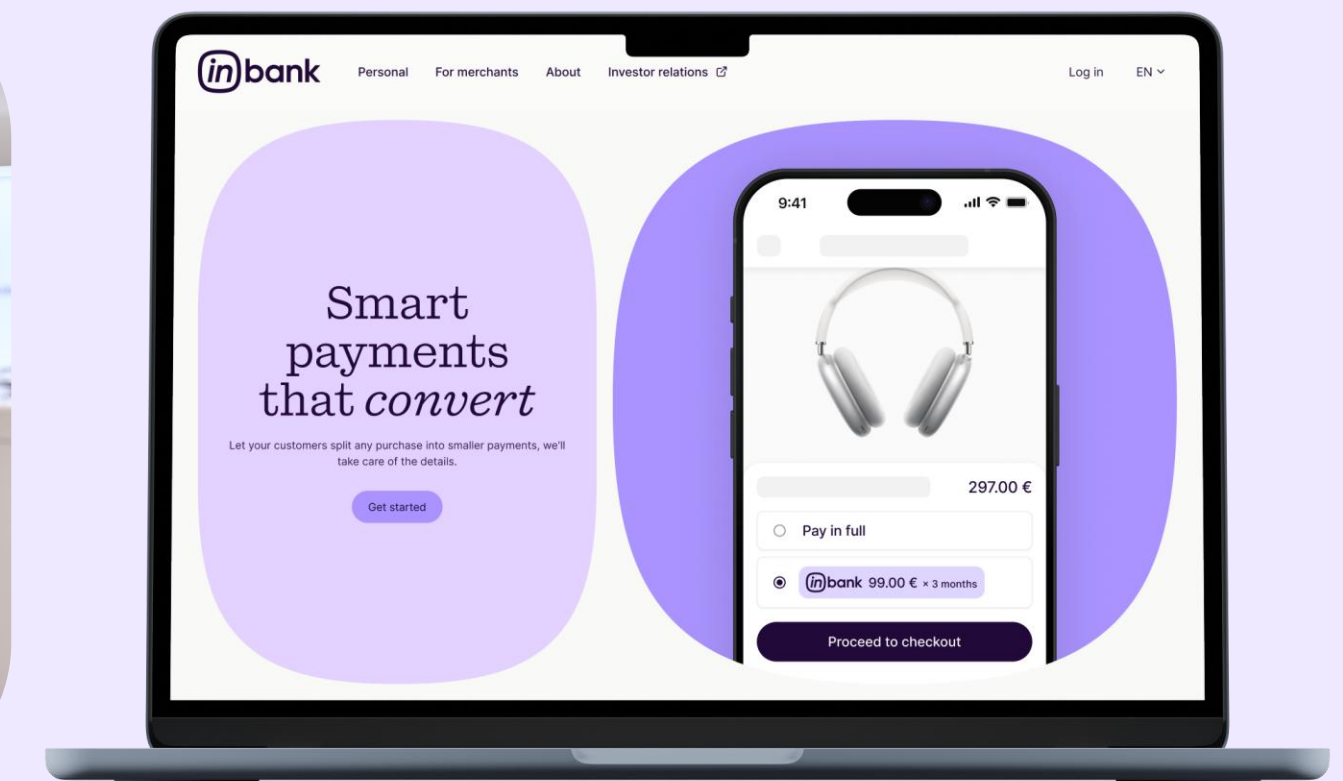 inbank Personal For merchants About Investor relations Log in EN
Smart
payments
that convert
Let your customers split any purchase into smaller payments, we'll
take care of the details.
Get started
9:41
297.00 €
Pay in full
inbank 99.00 € × 3 months
Proceed to checkout